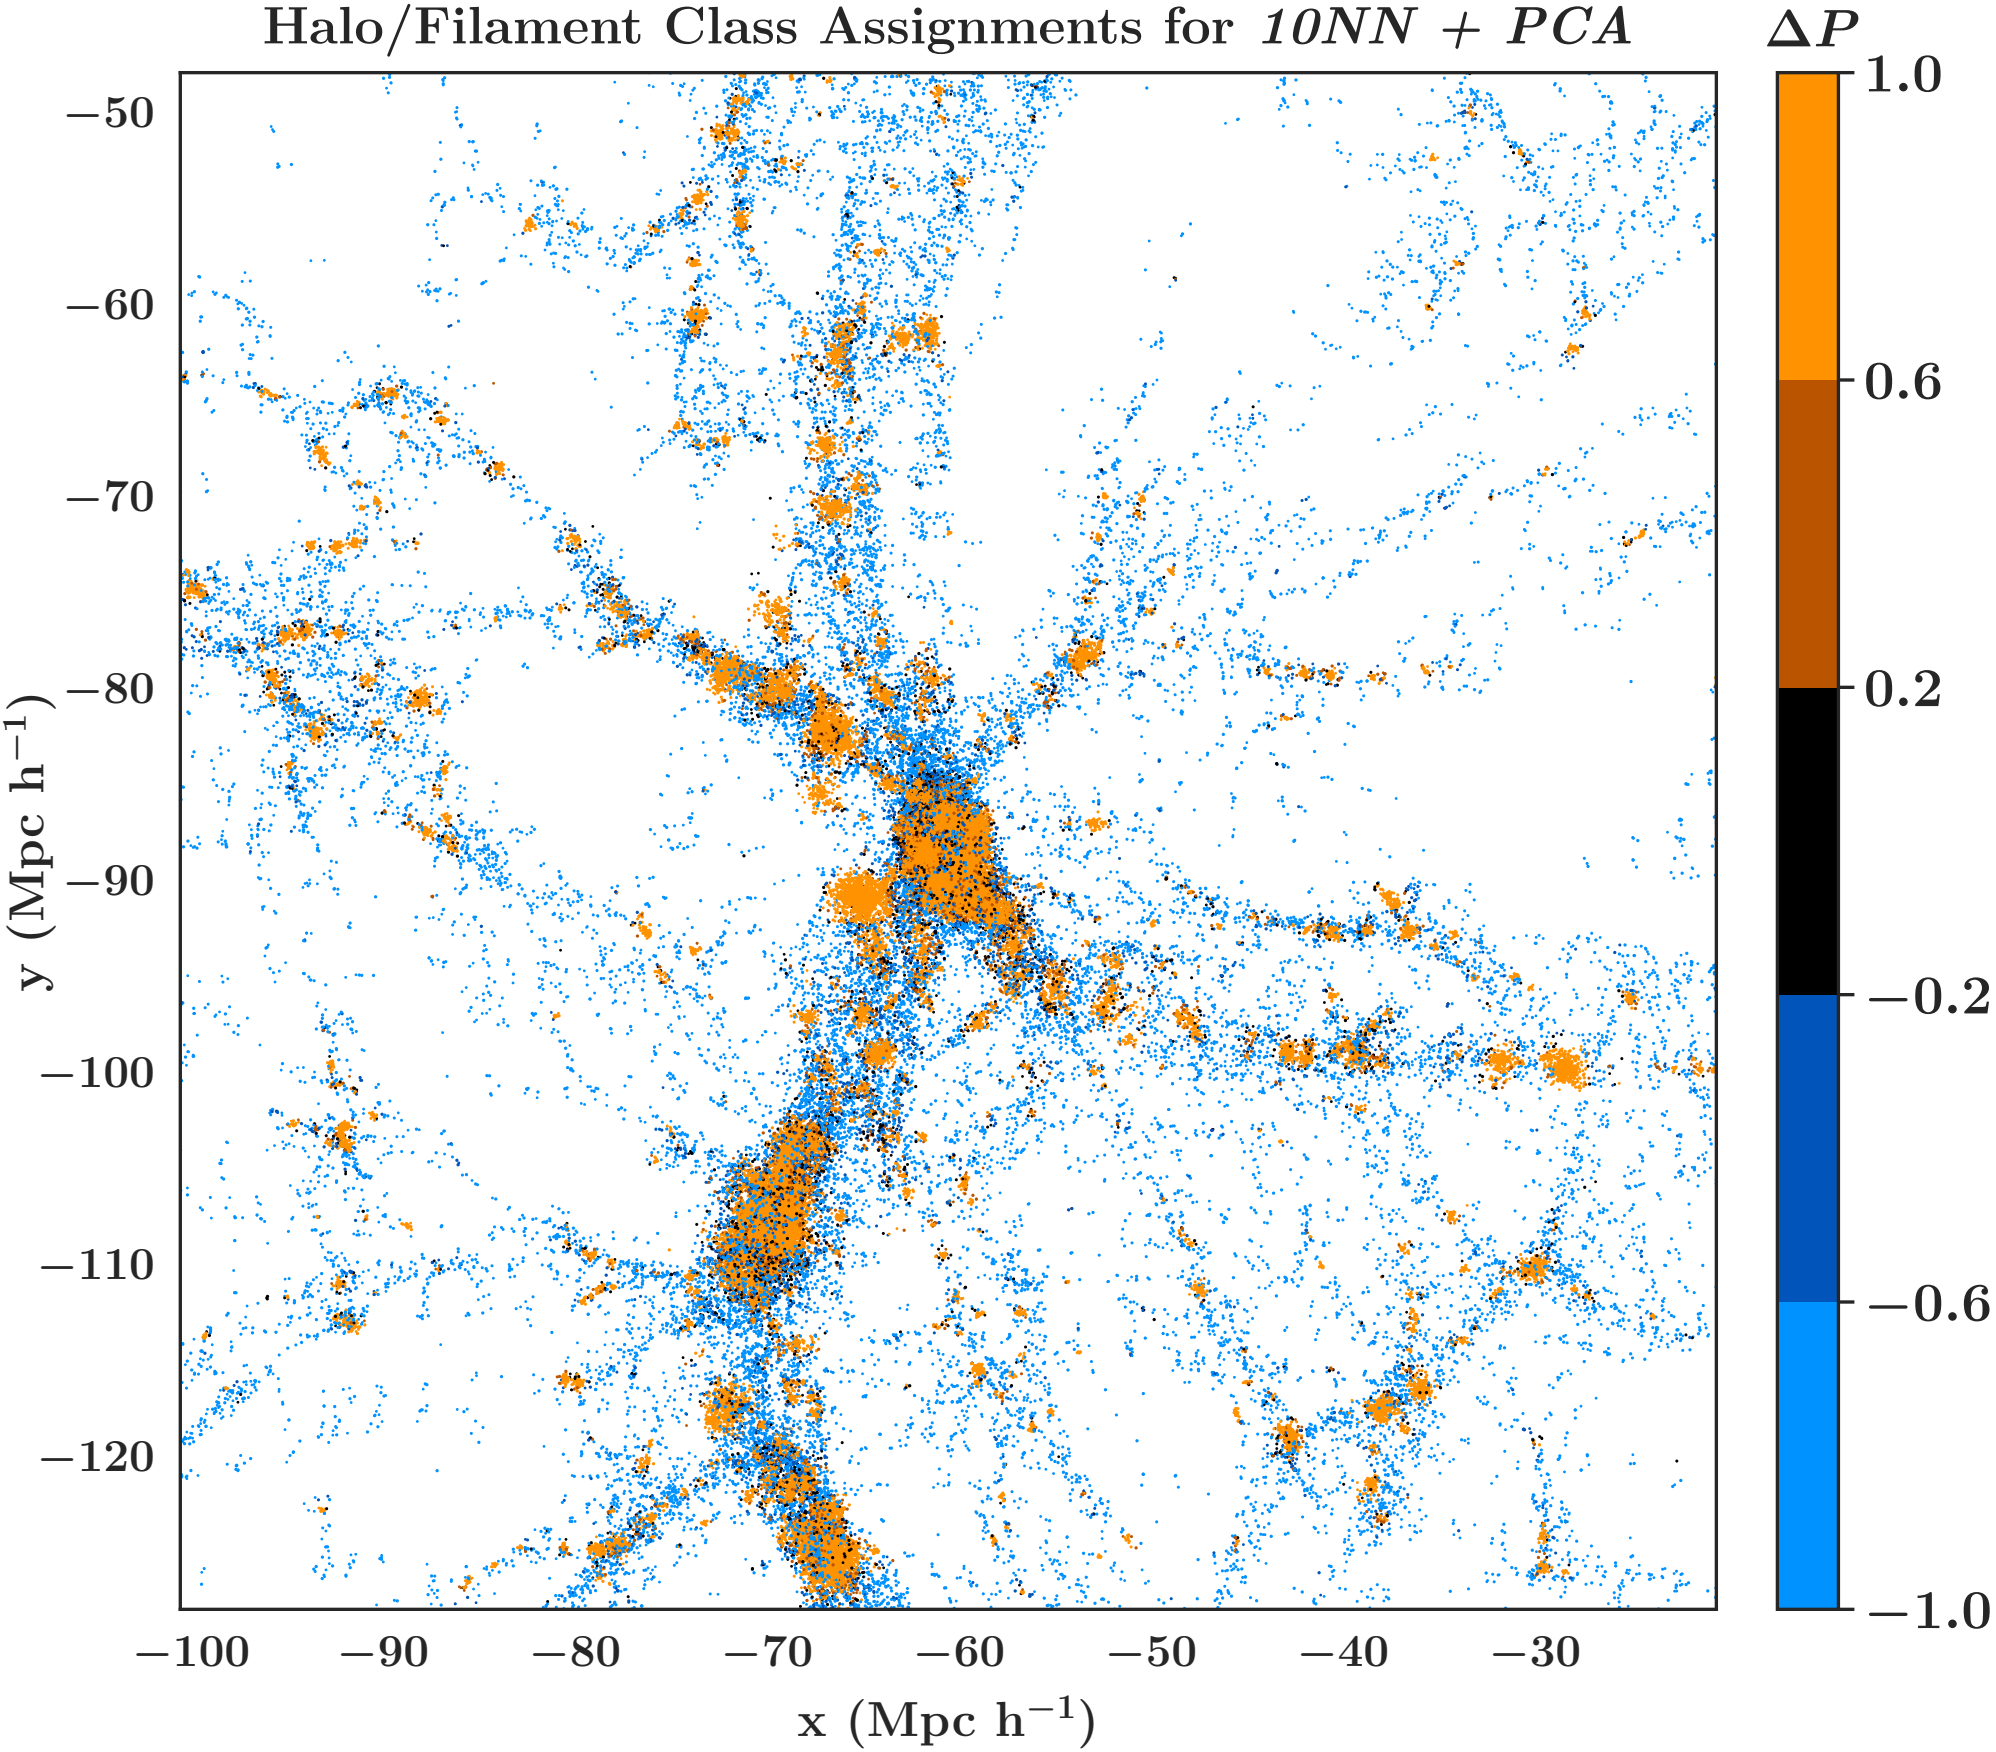 Halo/Filament Class Assignments for 10NN + PCA
ΔP
1.0
0.6
0.2
−0.2
−0.6
−1.0
−50
−60
−70
−80
−90
−100
−110
−120
y (Mpc h⁻¹)
−100 −90 −80 −70 −60 −50 −40 −30
x (Mpc h⁻¹)